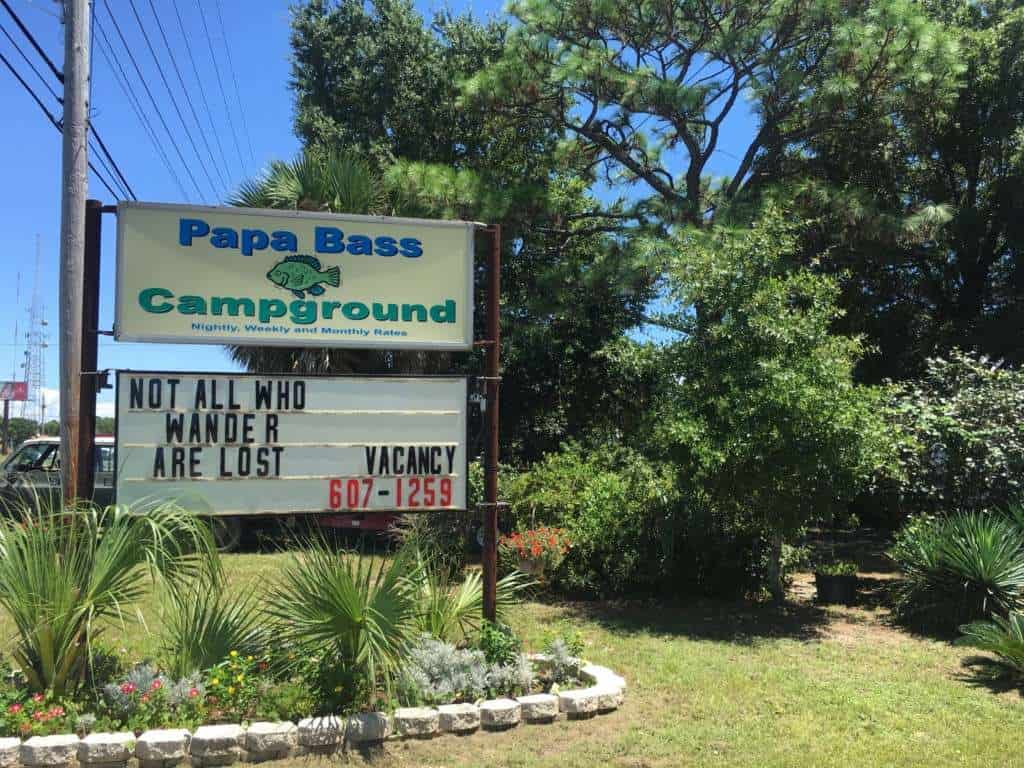 Papa Bass
Campground
Nightly, Weekly and Monthly Rates
NOT ALL WHO
WANDER
ARE LOST VACANCY
607-1259